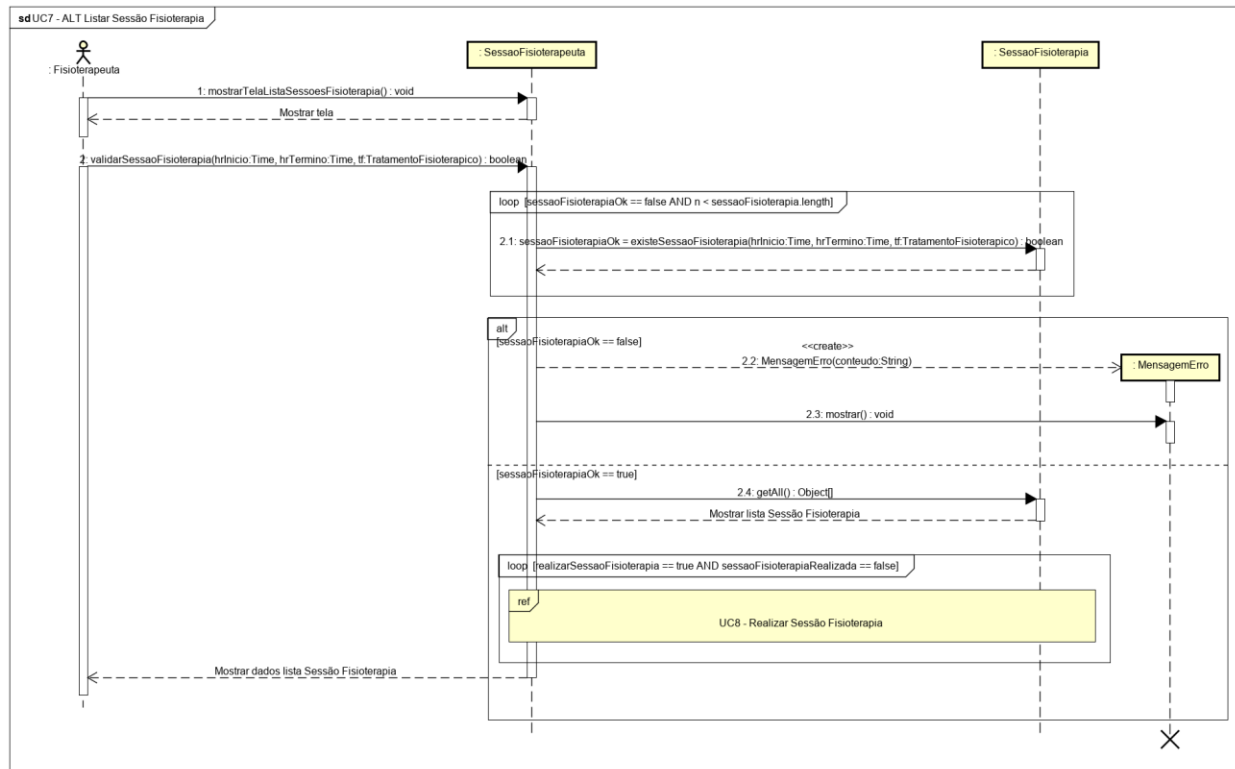 sd UC7 - ALT Listar Sessão Fisioterapia
: Fisioterapeuta
: SessaoFisioterapeuta
: SessaoFisioterapia
1: mostrarTelaListaSessoesFisioterapia() : void
Mostrar tela
2: validarSessaoFisioterapia(hrInicio:Time, hrTermino:Time, tf:TratamentoFisioterapico) : boolean
loop [sessaoFisioterapiaOk == false AND n < sessaoFisioterapia.length]
2.1: sessaoFisioterapiaOk = existeSessaoFisioterapia(hrInicio:Time, hrTermino:Time, tf:TratamentoFisioterapico) : boolean
alt
[sessaoFisioterapiaOk == false]
<<create>>
2.2: MensagemErro(conteudo:String)
: MensagemErro
2.3: mostrar() : void
[sessaoFisioterapiaOk == true]
2.4: getAll() : Object[]
Mostrar lista Sessão Fisioterapia
loop [realizarSessaoFisioterapia == true AND sessaoFisioterapiaRealizada == false]
ref
UC8 - Realizar Sessão Fisioterapia
Mostrar dados lista Sessão Fisioterapia